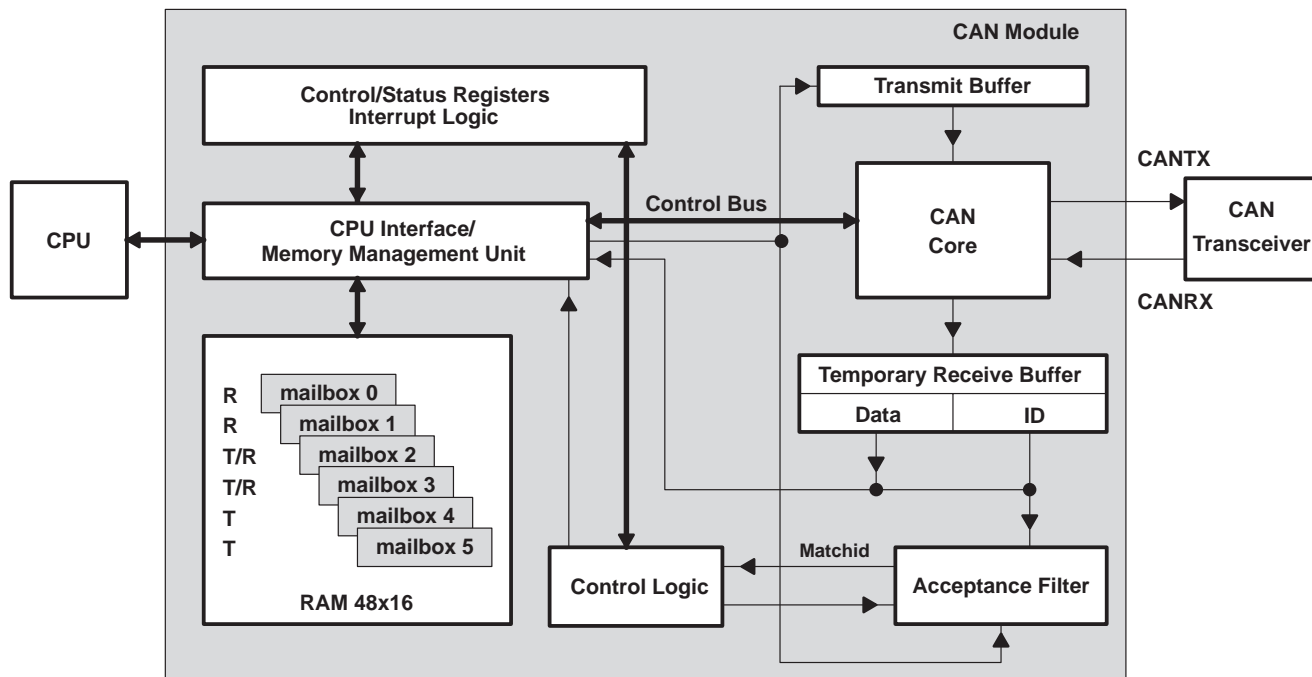 CAN Module
Control/Status Registers
Interrupt Logic
Transmit Buffer
CANTX
CPU
CPU Interface/
Memory Management Unit
Control Bus
CAN
Core
CAN
Transceiver
CANRX
Temporary Receive Buffer
Data ID
R mailbox 0
R mailbox 1
T/R mailbox 2
T/R mailbox 3
T mailbox 4
T mailbox 5
RAM 48x16
Control Logic
Matchid
Acceptance Filter